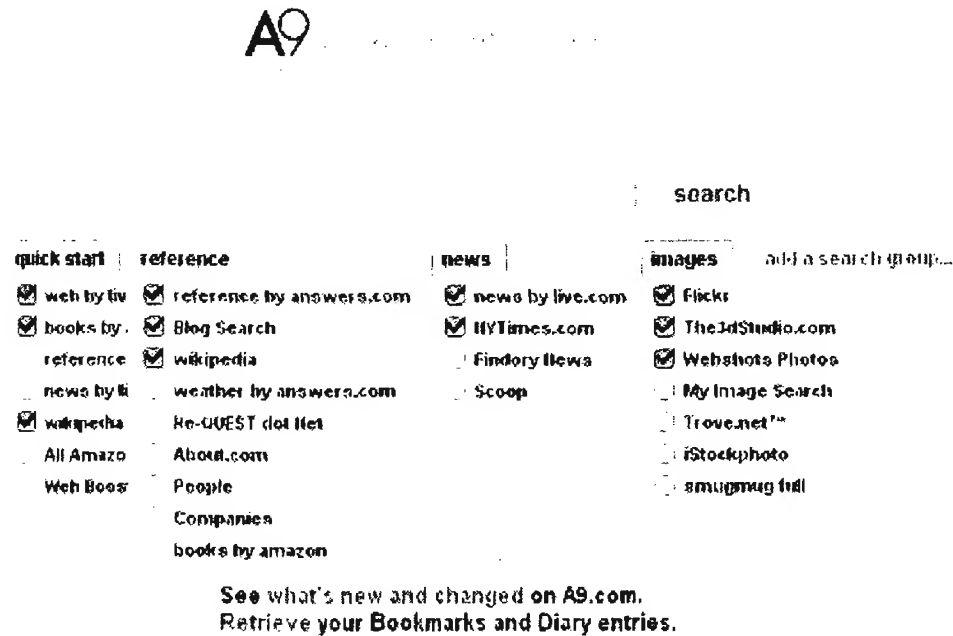 A9
search
quick start
web by liv
books by
reference
news by li
wikipedia
All Amazo
Web Boos
reference
reference by answers.com
Blog Search
wikipedia
weather by answers.com
Re-QUEST dot Net
About.com
People
Companies
books by amazon
news
news by live.com
NYTimes.com
Findory News
Scoop
images
Flickr
The3dStudio.com
Webshots Photos
My Image Search
Trove.net™
iStockphoto
smugmug full
add a search group...
See what's new and changed on A9.com.
Retrieve your Bookmarks and Diary entries.